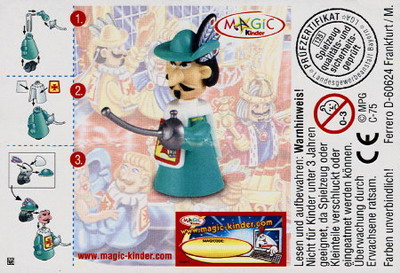 1.
2.
3.
MAGIC
Kinder
www.magic-kinder.com
MAGICODE:
www.magic-kinder.com
PRÜFZERTIFIKAT
Spielzeug
qualitäts- und
sicherheits-
geprüft
Landesgewerbeanstalt Bayern
0-3
CE
© MPG
C-75
Ferrero D-60624 Frankfurt / M.
Lesen und aufbewahren: Warnhinweis!
Nicht für Kinder unter 3 Jahren
geeignet, da Spielzeug oder
Kleinteile verschluckt oder
eingeatmet werden können.
Überwachung durch
Erwachsene ratsam.
Farben unverbindlich!